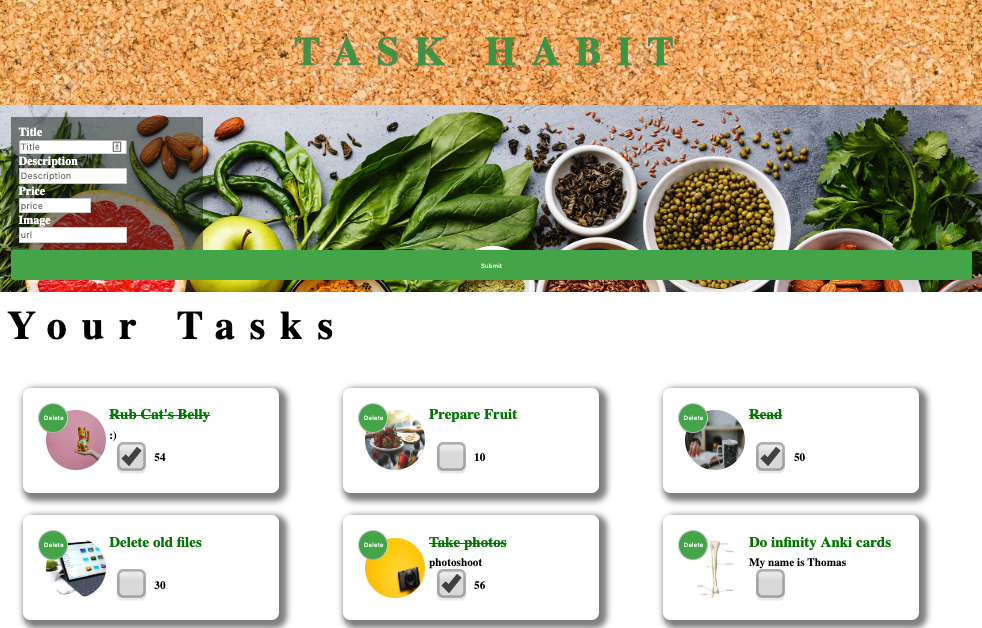 TASK HABIT
Title
Title
Description
Description
Price
price
Image
url
Submit
Your Tasks
Delete
Rub Cat's Belly
:)
54
Delete
Prepare Fruit
10
Delete
Read
50
Delete
Delete old files
30
Delete
Take photos
photoshoot
56
Delete
Do infinity Anki cards
My name is Thomas